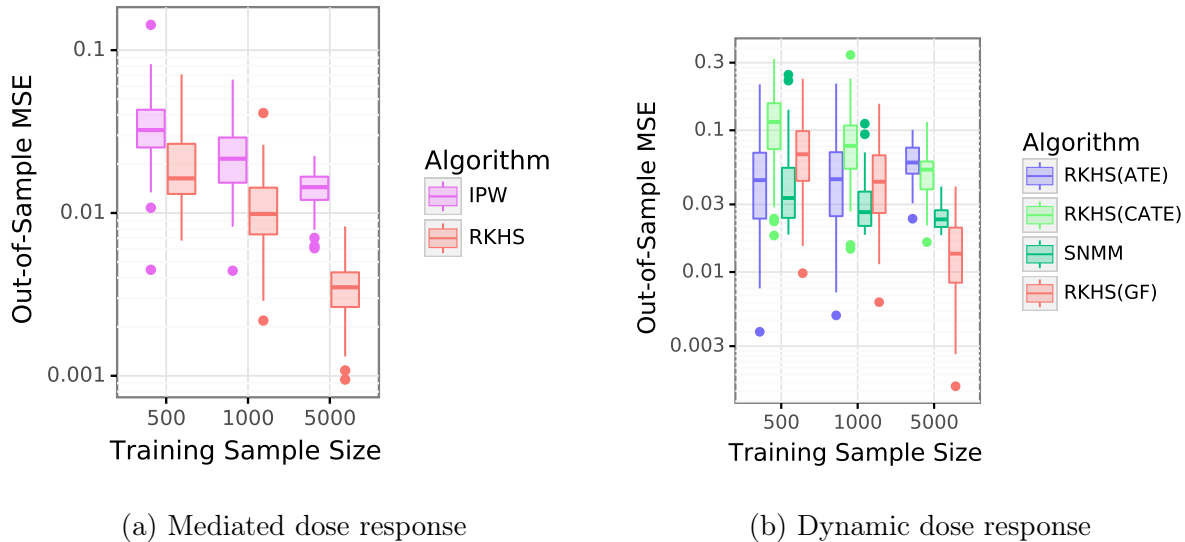 Out-of-Sample MSE
0.1
0.01
0.001
500
1000
5000
Training Sample Size
Algorithm
IPW
RKHS
(a) Mediated dose response
Out-of-Sample MSE
0.3
0.1
0.03
0.01
0.003
500
1000
5000
Training Sample Size
Algorithm
RKHS(ATE)
RKHS(CATE)
SNMM
RKHS(GF)
(b) Dynamic dose response